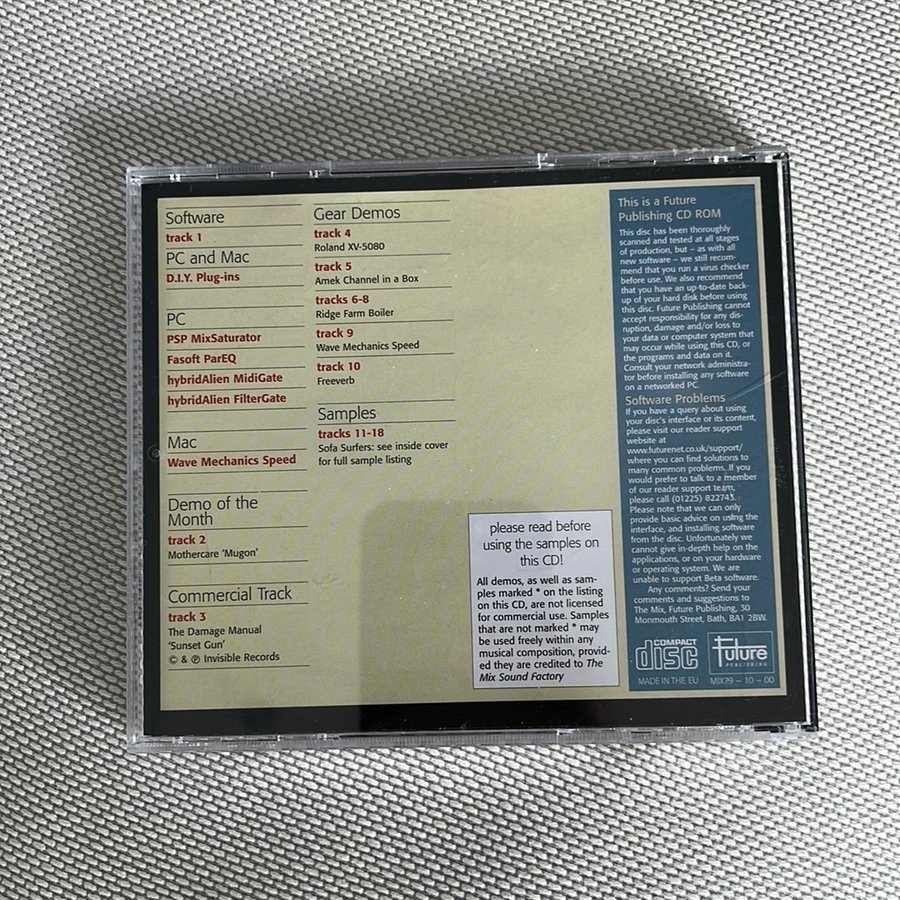 Software
track 1
PC and Mac
D.I.Y. Plug-ins
PC
PSP MixSaturator
Fasoft ParEQ
hybridAlien MidiGate
hybridAlien FilterGate
Mac
Wave Mechanics Speed
Demo of the
Month
track 2
Mothercare ‘Mugon’
Commercial Track
track 3
The Damage Manual
‘Sunset Gun’
© & ℗ Invisible Records
Gear Demos
track 4
Roland XV-5080
track 5
Amek Channel in a Box
tracks 6-8
Ridge Farm Boiler
track 9
Wave Mechanics Speed
track 10
Freeverb
Samples
tracks 11-18
Sofa Surfers: see inside cover
for full sample listing
please read before
using the samples on
this CD!
All demos, as well as sam-
ples marked * on the listing
on this CD, are not licensed
for commercial use. Samples
that are not marked * may
be used freely within any
musical composition, provid-
ed they are credited to The
Mix Sound Factory
This is a Future
Publishing CD ROM
This disc has been thoroughly
scanned and tested at all stages
of production, but – as with all
new software – we still recom-
mend that you run a virus checker
before use. We also recommend
that you have an up-to-date back-
up of your hard disk before using
this disc. Future Publishing cannot
accept responsibility for any dis-
ruption, damage and/or loss to
your data or computer system that
may occur while using this CD, or
the programs and data on it.
Consult your network administra-
tor before installing any software
on a networked PC.
Software Problems
If you have a query about using
your disc's interface or its content,
please visit our reader support
website at
www.futurenet.co.uk/support/
where you can find solutions to
many common problems. If you
would prefer to talk to a member
of our reader support team,
please call (01225) 822743.
Please note that we can only
provide basic advice on using the
interface, and installing software
from the disc. Unfortunately we
cannot give in-depth help on the
applications, or on your hardware
or operating system. We are
unable to support Beta software.
Any comments? Send your
comments and suggestions to
The Mix, Future Publishing, 30
Monmouth Street, Bath, BA1 2BW.
COMPACT
disc
Future
PUBLISHING
MADE IN THE EU
MIX79 – 10 – 00